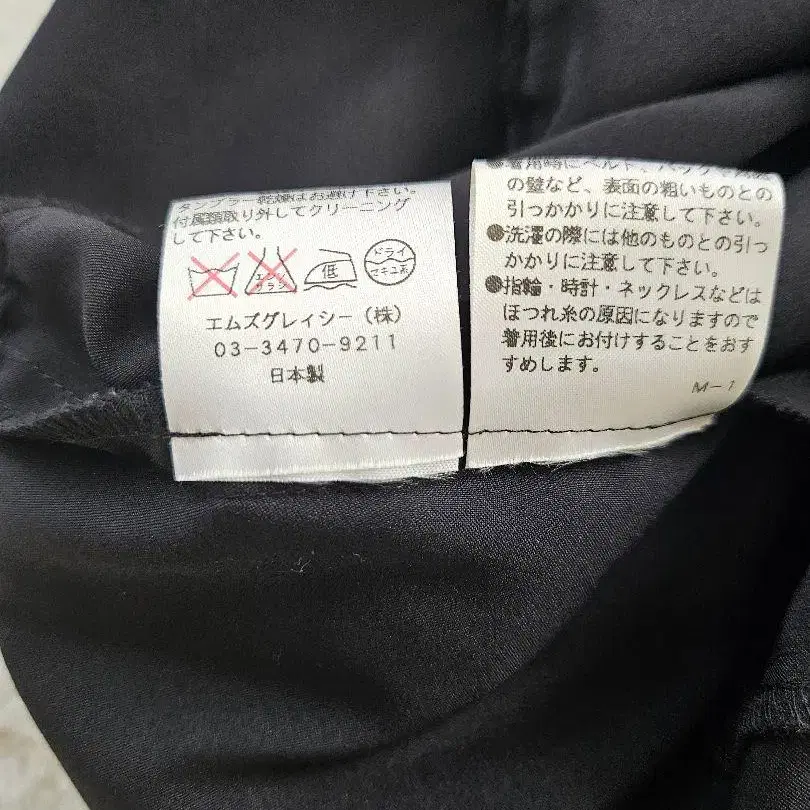 タンブラー乾燥はお避け下さい。
付属類取り外してクリーニング
して下さい。
エンソ
サラシ
低
ドライ
セキユ系
エムズグレイシー(株)
03-3470-9211
日本製
●着用時にベルト、バッグ
の壁など、表面の粗いものとの
引っかかりに注意して下さい。
●洗濯の際には他のものとの引っ
かかりに注意して下さい。
●指輪・時計・ネックレスなどは
ほつれ糸の原因になりますので
着用後にお付けすることをおす
すめします。
M-1